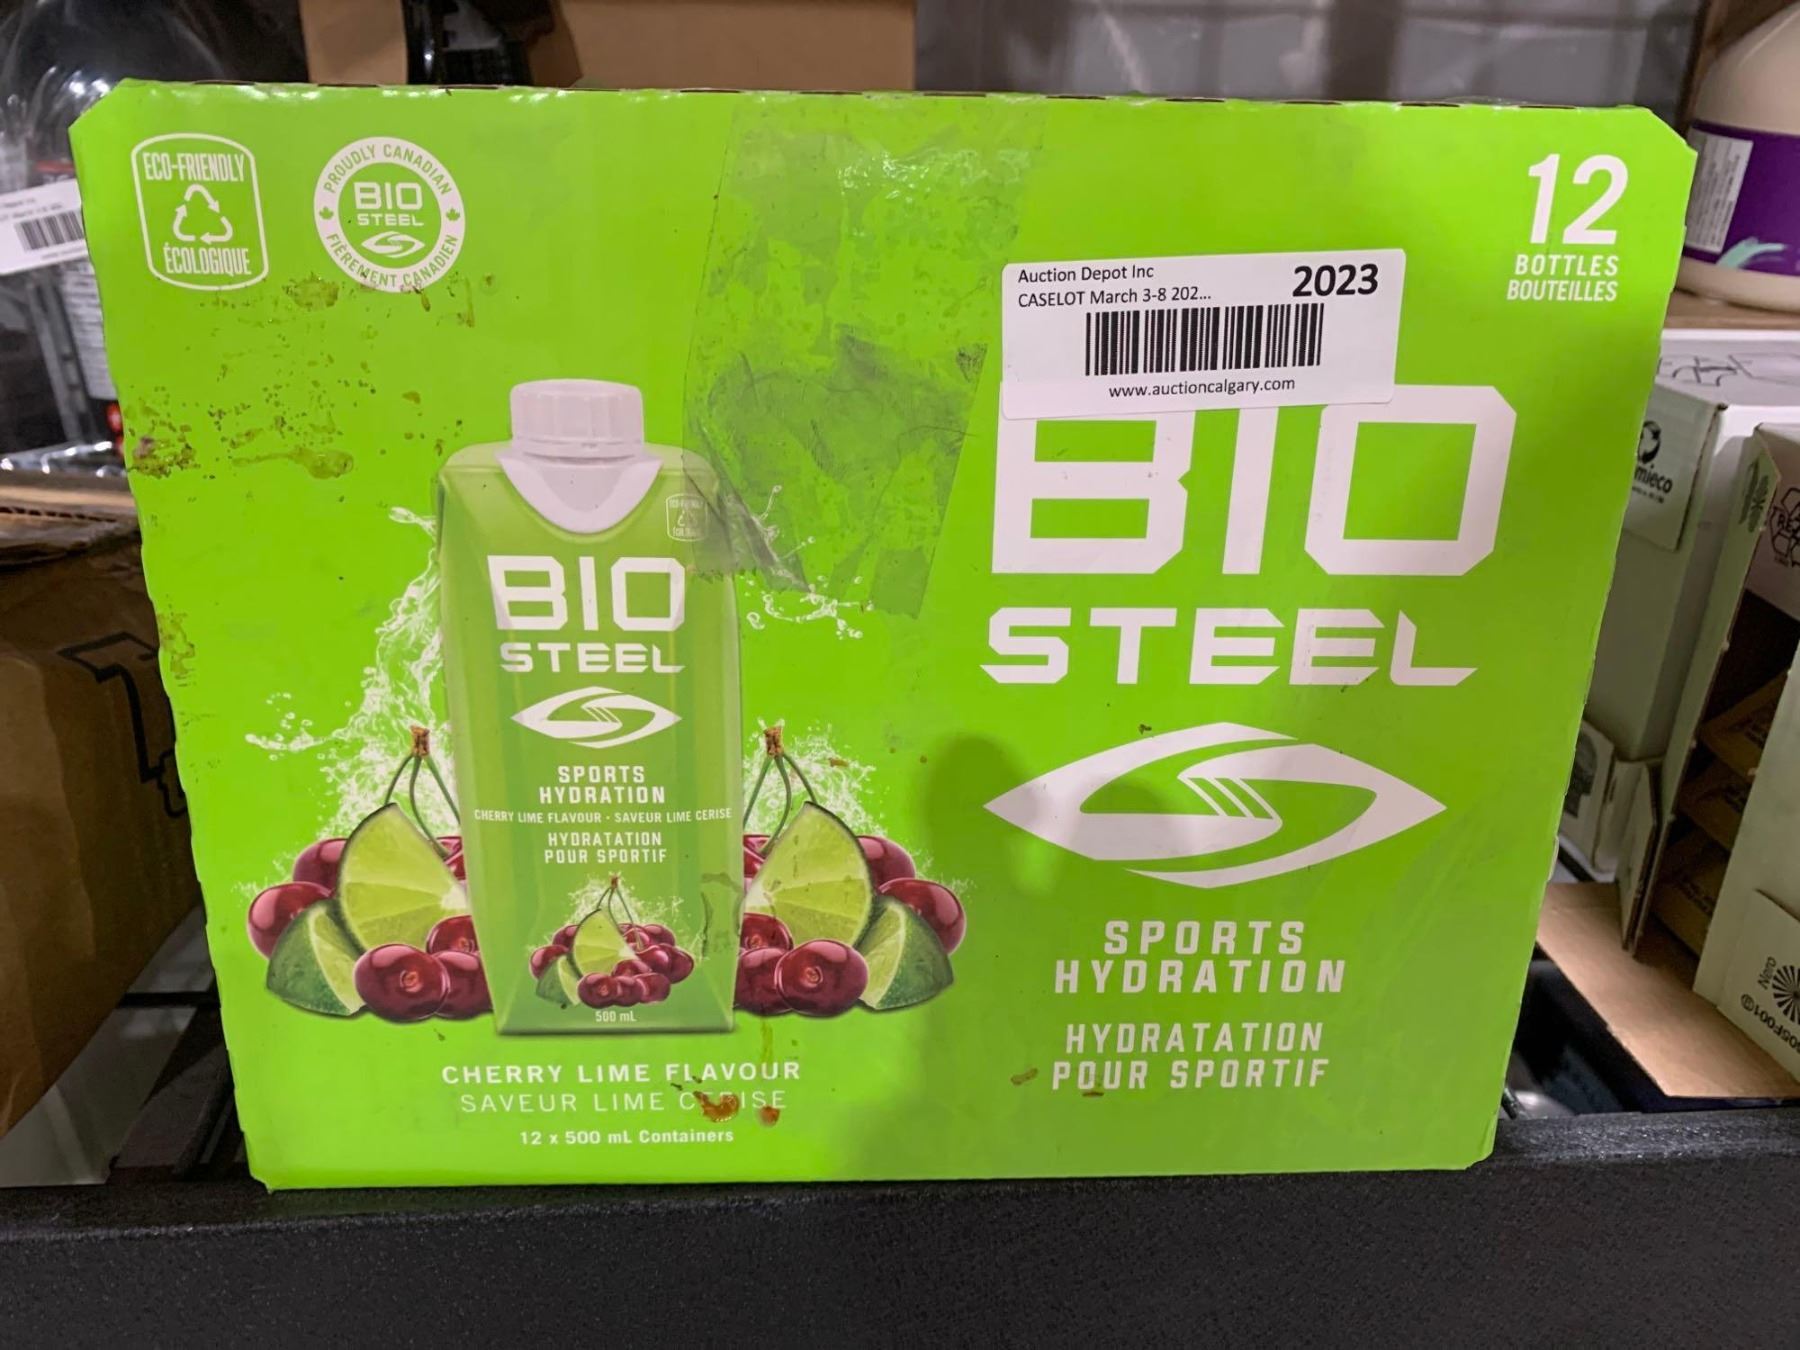 ECO-FRIENDLY
ÉCOLOGIQUE
PROUDLY CANADIAN
BIO
STEEL
FIÈREMENT CANADIEN
12
BOTTLES
BOUTEILLES
Auction Depot Inc
CASELOT March 3-8 202...
2023
www.auctioncalgary.com
BIO
STEEL
SPORTS
HYDRATION
HYDRATATION
POUR SPORTIF
BIO
STEEL
SPORTS
HYDRATION
CHERRY LIME FLAVOUR · SAVEUR LIME CERISE
HYDRATATION
POUR SPORTIF
500 mL
CHERRY LIME FLAVOUR
SAVEUR LIME CERISE
12 x 500 mL Containers
mieco
Nero